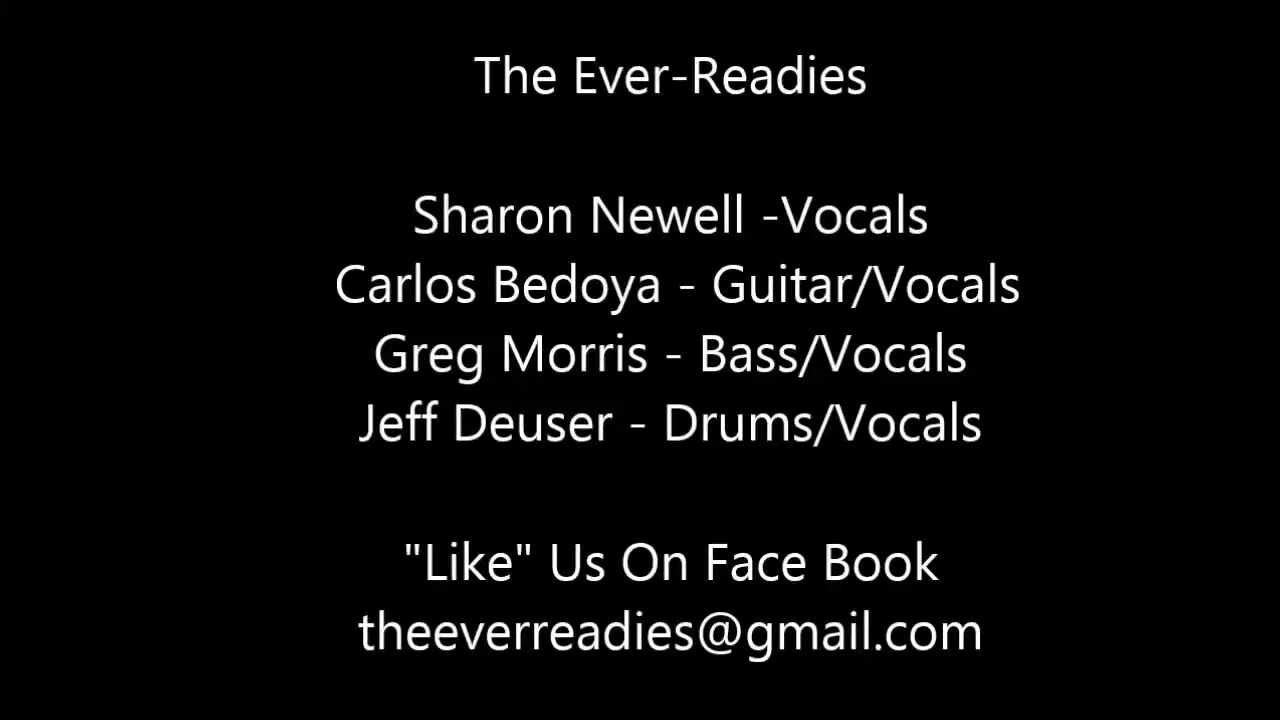 The Ever-Readies
Sharon Newell -Vocals
Carlos Bedoya - Guitar/Vocals
Greg Morris - Bass/Vocals
Jeff Deuser - Drums/Vocals
"Like" Us On Face Book
theeverreadies@gmail.com